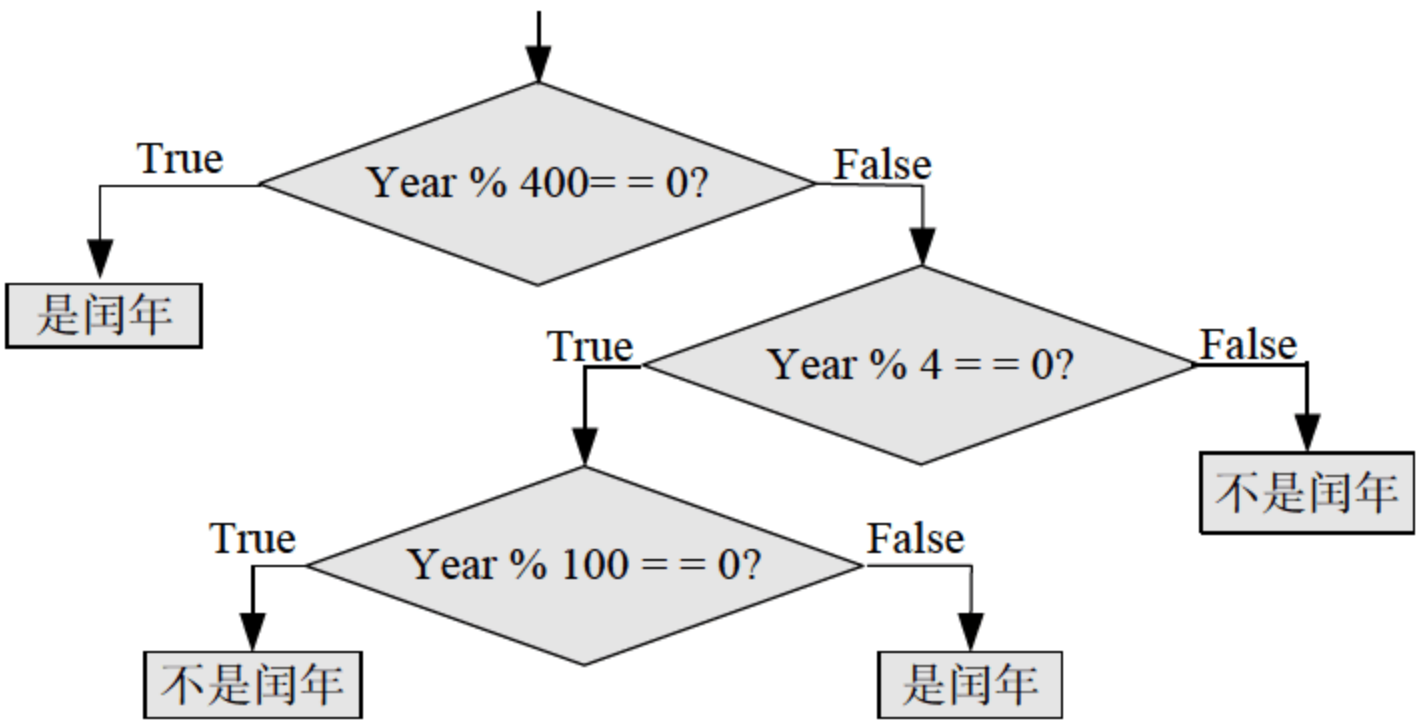 Year % 400= = 0?
True
False
是闰年
Year % 4 = = 0?
True
False
不是闰年
Year % 100 = = 0?
True
False
不是闰年
是闰年